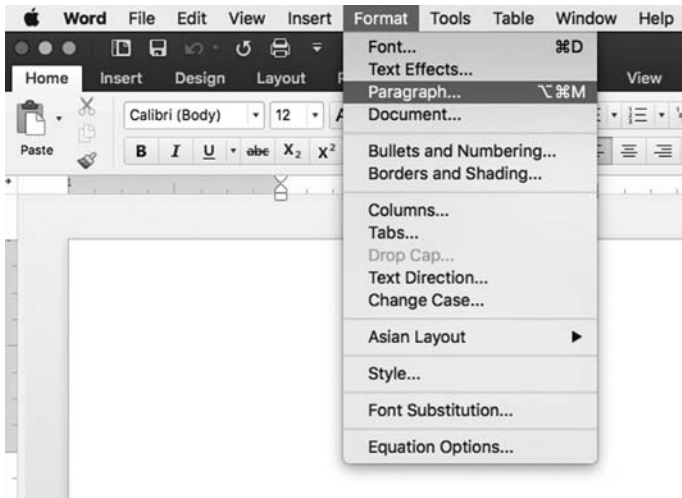 Word File Edit View Insert Format Tools Table Window Help
Home Insert Design Layout View
Paste
Calibri (Body) 12
B I U abc X₂ X²
Font... ⌘D
Text Effects...
Paragraph... ⌥⌘M
Document...
Bullets and Numbering...
Borders and Shading...
Columns...
Tabs...
Drop Cap...
Text Direction...
Change Case...
Asian Layout
Style...
Font Substitution...
Equation Options...